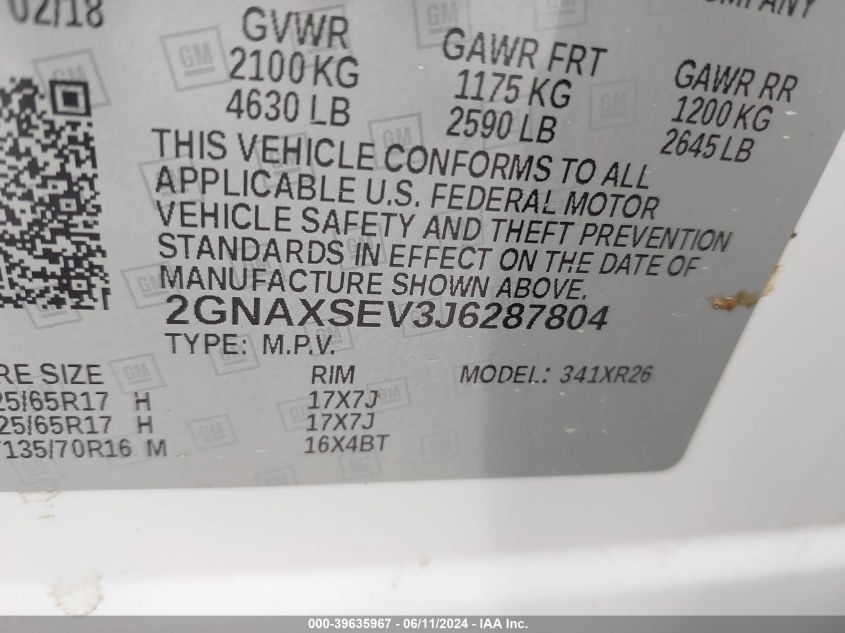 02/18
COMPANY
GVWR GAWR FRT GAWR RR
2100 KG 1175 KG 1200 KG
4630 LB 2590 LB 2645 LB
THIS VEHICLE CONFORMS TO ALL
APPLICABLE U.S. FEDERAL MOTOR
VEHICLE SAFETY AND THEFT PREVENTION
STANDARDS IN EFFECT ON THE DATE OF
MANUFACTURE SHOWN ABOVE.
2GNAXSEV3J6287804
TYPE: M.P.V.
RE SIZE RIM MODEL: 341XR26
25/65R17 H 17X7J
25/65R17 H 17X7J
T135/70R16 M 16X4BT
000-39635967 - 06/11/2024 - IAA Inc.